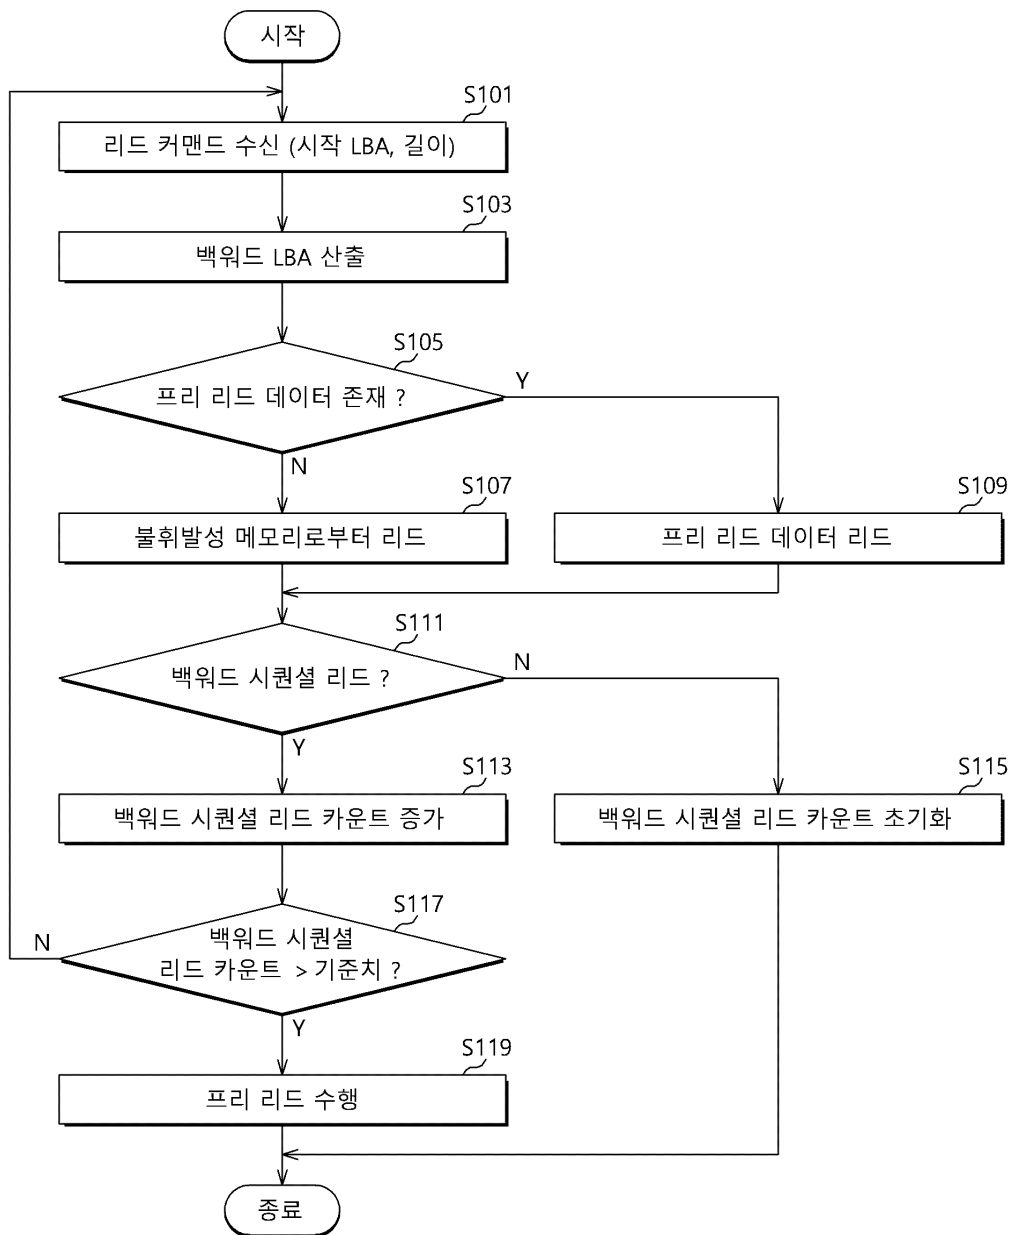 시작
S101
리드 커맨드 수신 (시작 LBA, 길이)
S103
백워드 LBA 산출
S105
프리 리드 데이터 존재 ?
Y
N
S107
불휘발성 메모리로부터 리드
S109
프리 리드 데이터 리드
S111
백워드 시퀀셜 리드 ?
N
Y
S113
백워드 시퀀셜 리드 카운트 증가
S115
백워드 시퀀셜 리드 카운트 초기화
S117
백워드 시퀀셜
리드 카운트 > 기준치 ?
N
Y
S119
프리 리드 수행
종료